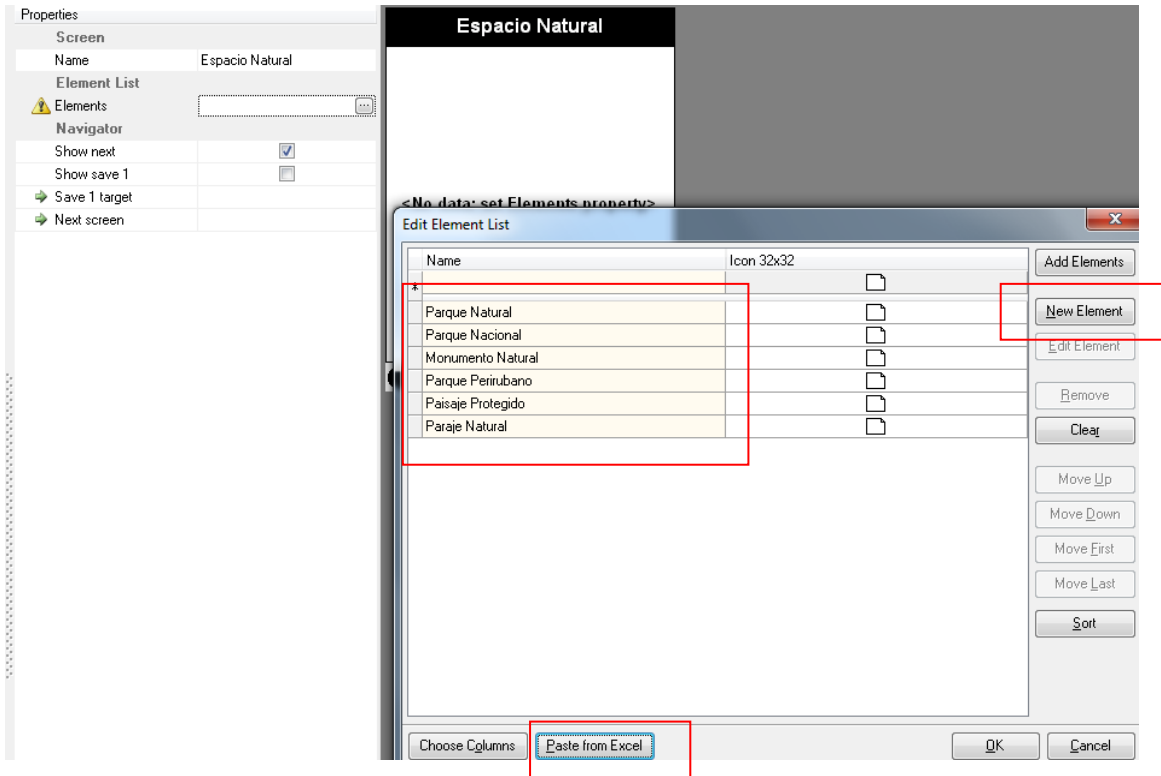 Properties
Screen
Name Espacio Natural
Element List
Elements ...
Navigator
Show next
Show save 1
Save 1 target
Next screen
Espacio Natural
<No data: set Elements property>
Edit Element List
Name Icon 32x32
*
Parque Natural
Parque Nacional
Monumento Natural
Parque Perirubano
Paisaje Protegido
Paraje Natural
Add Elements
New Element
Edit Element
Remove
Clear
Move Up
Move Down
Move First
Move Last
Sort
Choose Columns Paste from Excel OK Cancel